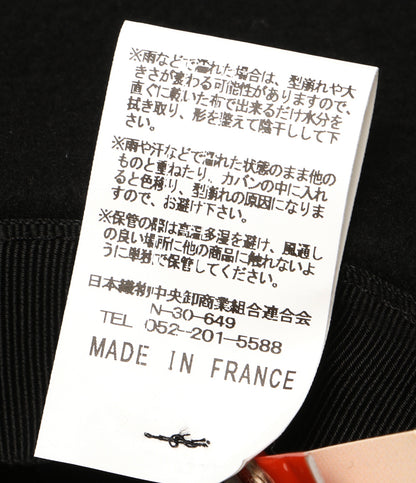 ※雨などで濡れた場合は、型崩れや大
きさが変わる可能性がありますので、
直ぐに乾いた布で出来るだけ水分を
拭き取り、形を整えて陰干しして下
さい。
※雨や汗などで濡れた状態のまま他の
ものと重ねたり、カバンの中に入れ
ると色移り、型崩れの原因になりま
すので、お避け下さい。
※保管の際は高温多湿を避け、風通し
の良い場所に他の商品に触れないよ
うに単独で保管してください。
日本織物中央卸商業組合連合会
N-30-649
TEL 052-201-5588
MADE IN FRANCE